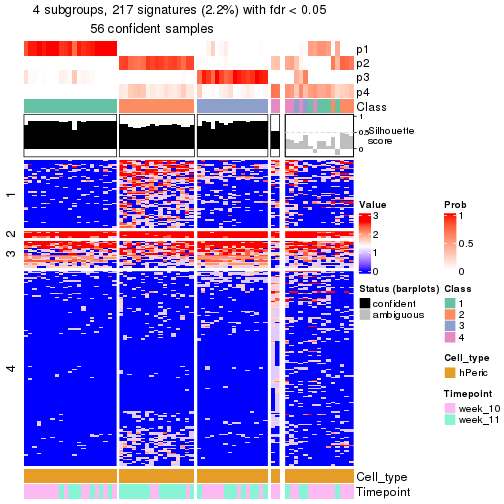 4 subgroups, 217 signatures (2.2%) with fdr < 0.05
56 confident samples
p1
p2
p3
p4
Class
1
0.5
0
Silhouette
score
1
2
3
4
Cell_type
Timepoint
Value
3
2
1
0
Prob
1
0.5
0
Status (barplots)
confident
ambiguous
Class
1
2
3
4
Cell_type
hPeric
Timepoint
week_10
week_11